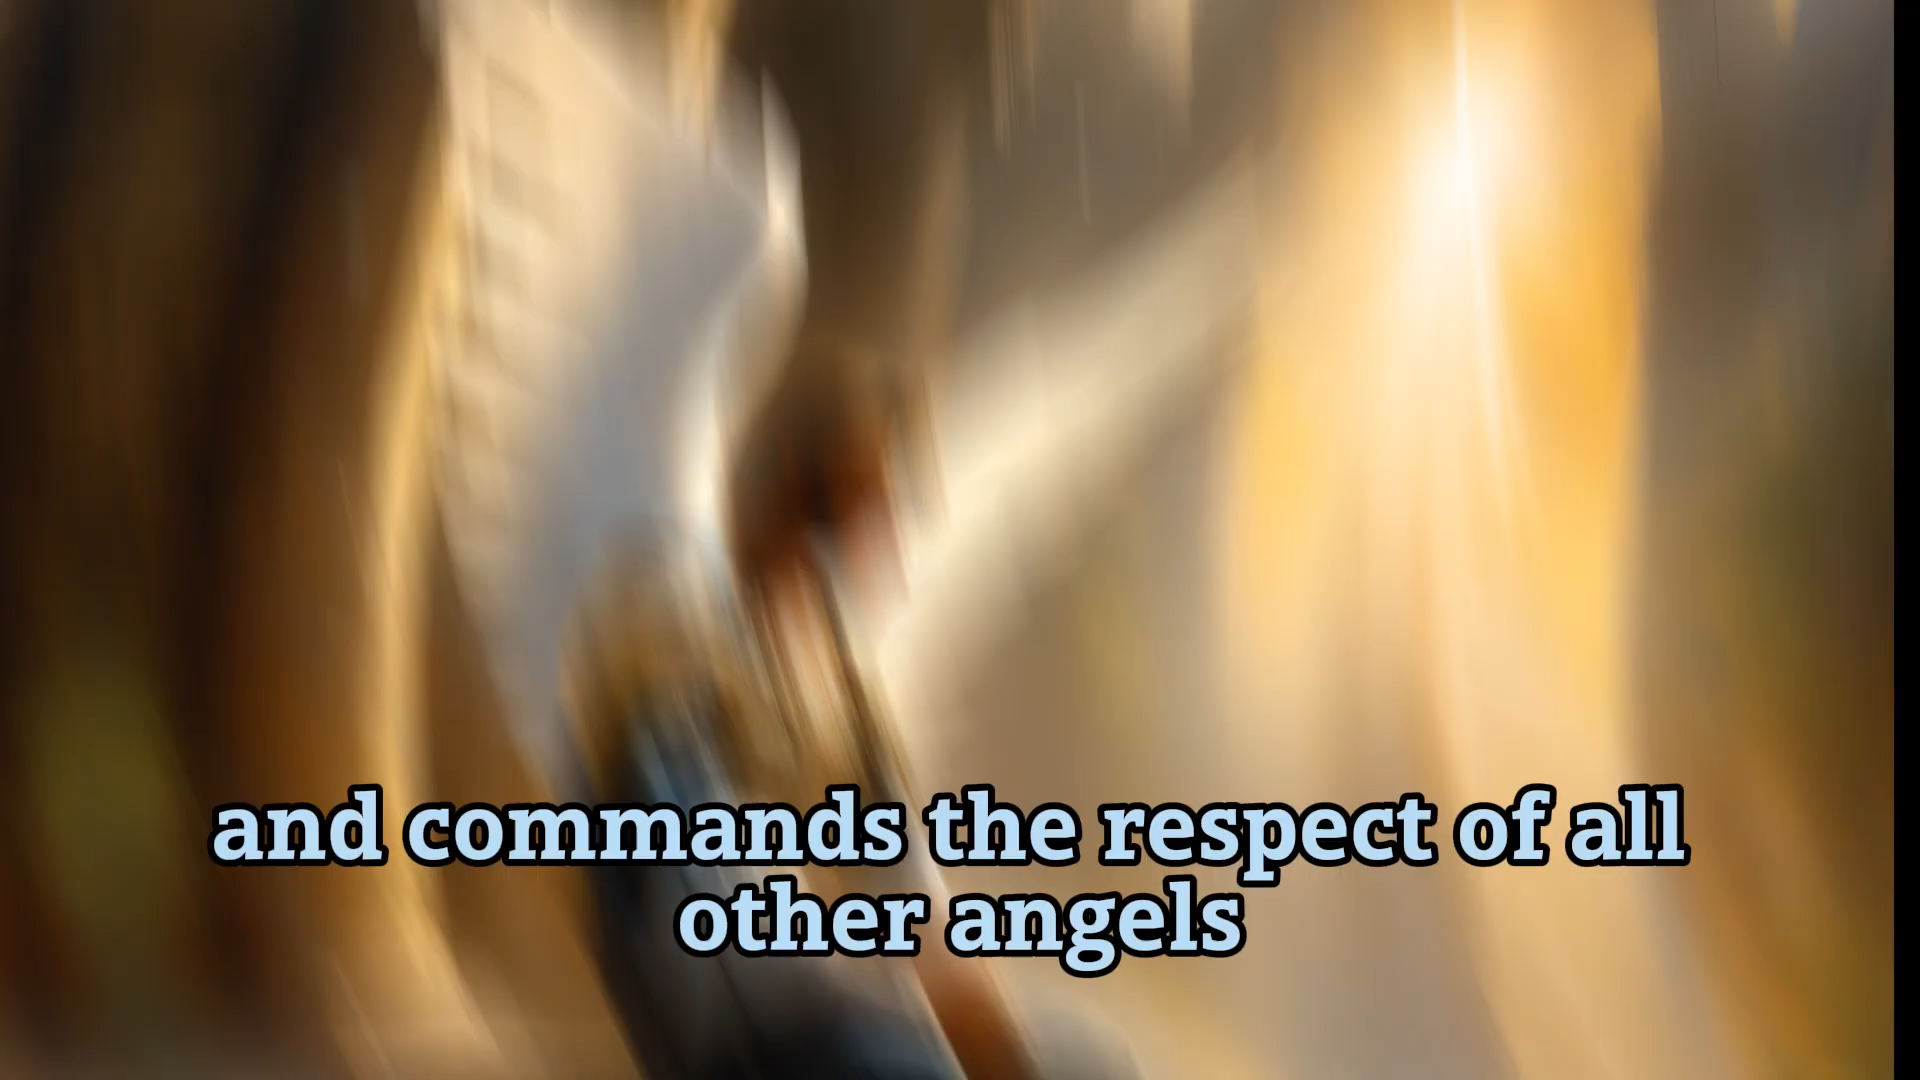 and commands the respect of all
other angels